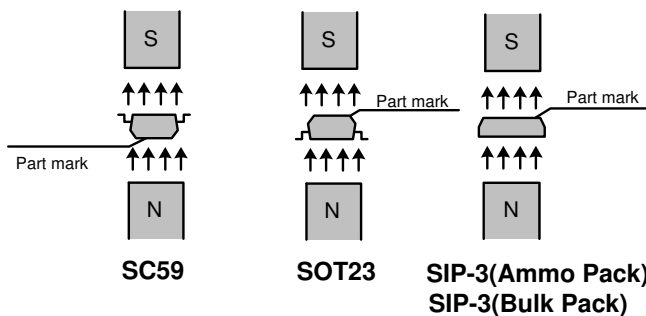 S
S
S
Part mark
Part mark
Part mark
N
N
N
SC59
SOT23
SIP-3(Ammo Pack)
SIP-3(Bulk Pack)